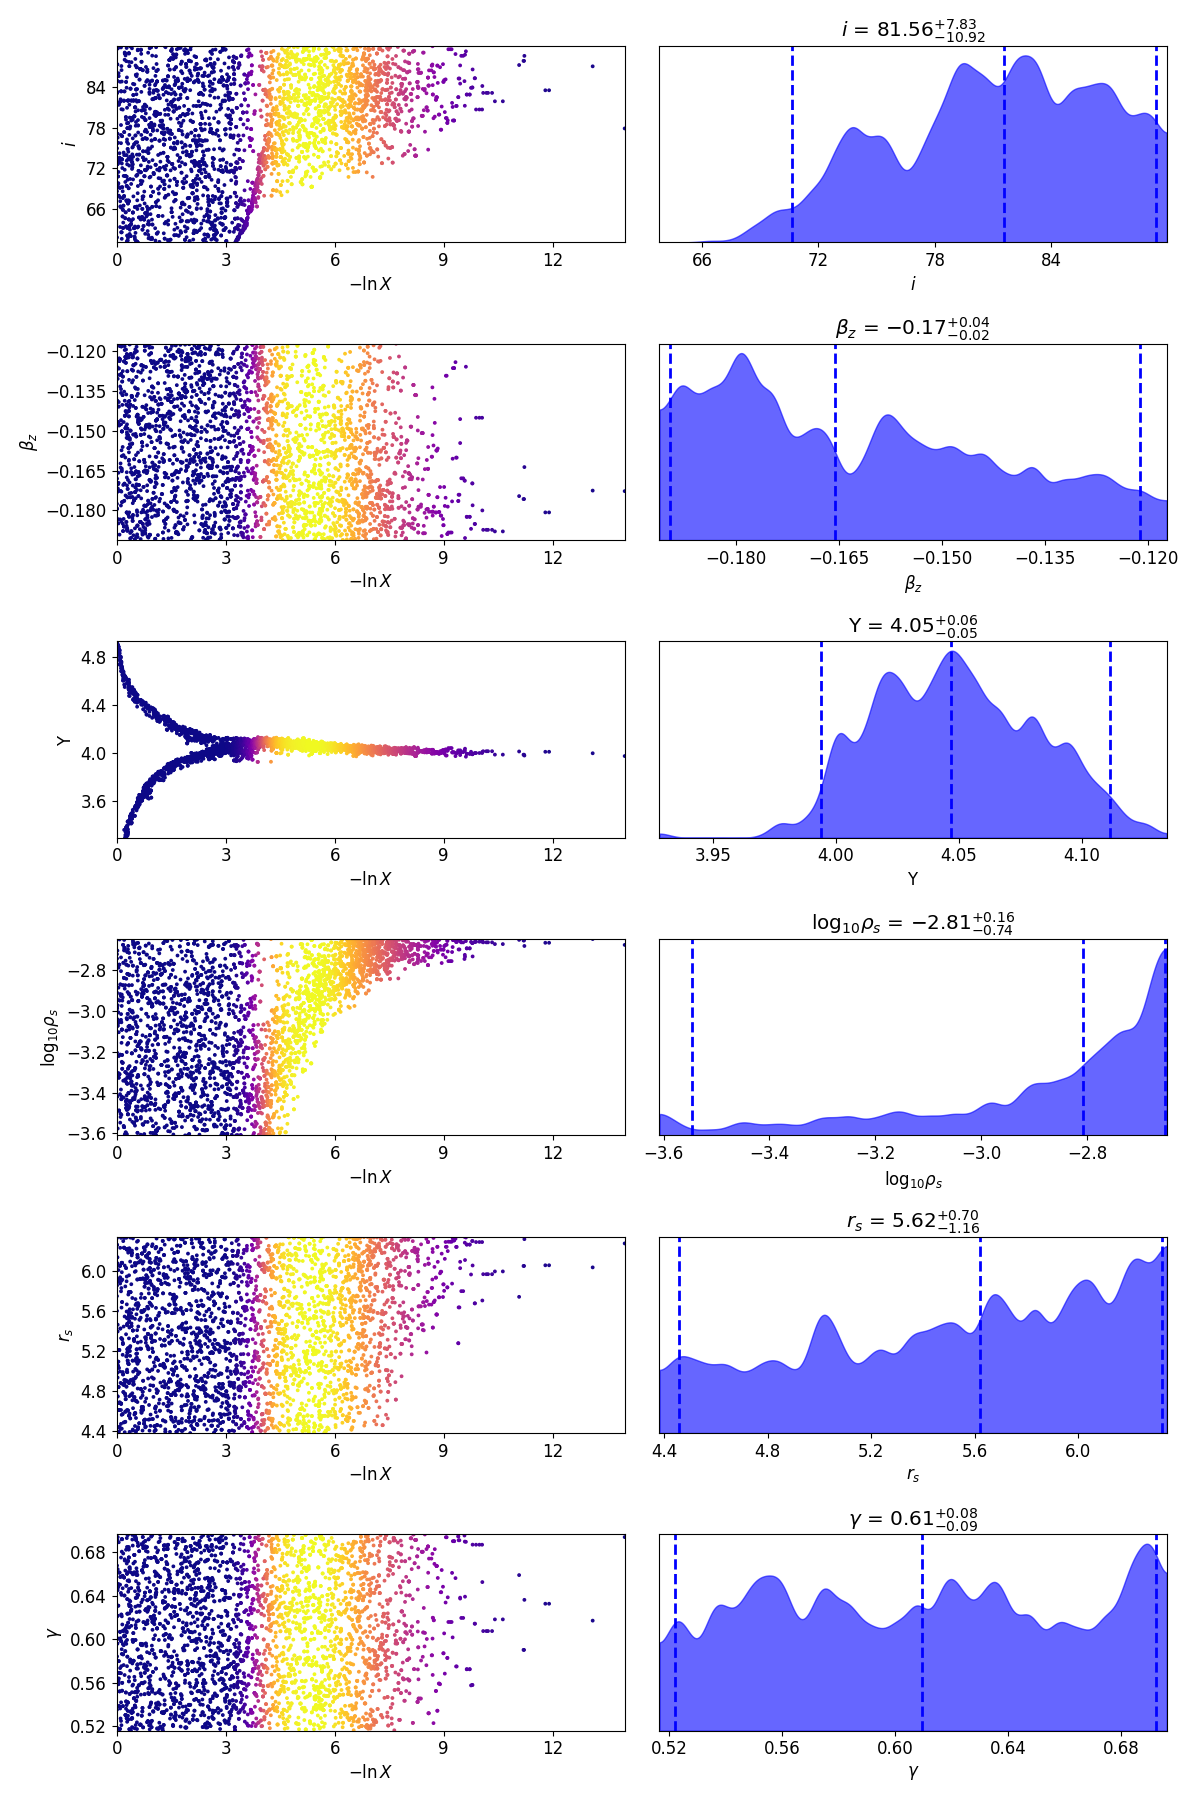 i = 81.56 +7.83 −10.92
84
78
72
66
i
0 3 6 9 12
−ln X
66 72 78 84
i
β_z = −0.17 +0.04 −0.02
−0.120
−0.135
−0.150
−0.165
−0.180
β_z
0 3 6 9 12
−ln X
−0.180 −0.165 −0.150 −0.135 −0.120
β_z
Y = 4.05 +0.06 −0.05
4.8
4.4
4.0
3.6
Y
0 3 6 9 12
−ln X
3.95 4.00 4.05 4.10
Y
log₁₀ρ_s = −2.81 +0.16 −0.74
−2.8
−3.0
−3.2
−3.4
−3.6
log₁₀ρ_s
0 3 6 9 12
−ln X
−3.6 −3.4 −3.2 −3.0 −2.8
log₁₀ρ_s
r_s = 5.62 +0.70 −1.16
6.0
5.6
5.2
4.8
4.4
r_s
0 3 6 9 12
−ln X
4.4 4.8 5.2 5.6 6.0
r_s
γ = 0.61 +0.08 −0.09
0.68
0.64
0.60
0.56
0.52
γ
0 3 6 9 12
−ln X
0.52 0.56 0.60 0.64 0.68
γ